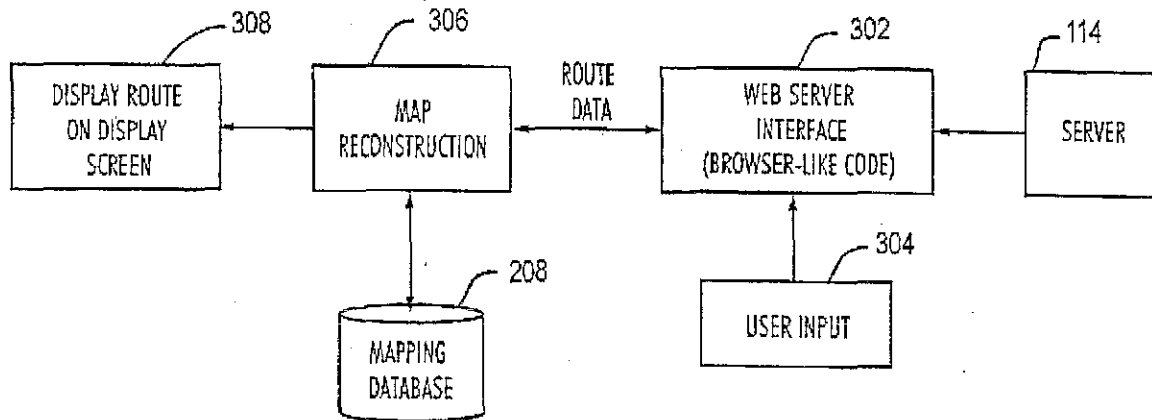 308
306
302
114
DISPLAY ROUTE
ON DISPLAY
SCREEN
MAP
RECONSTRUCTION
ROUTE
DATA
WEB SERVER
INTERFACE
(BROWSER-LIKE CODE)
SERVER
208
MAPPING
DATABASE
304
USER INPUT